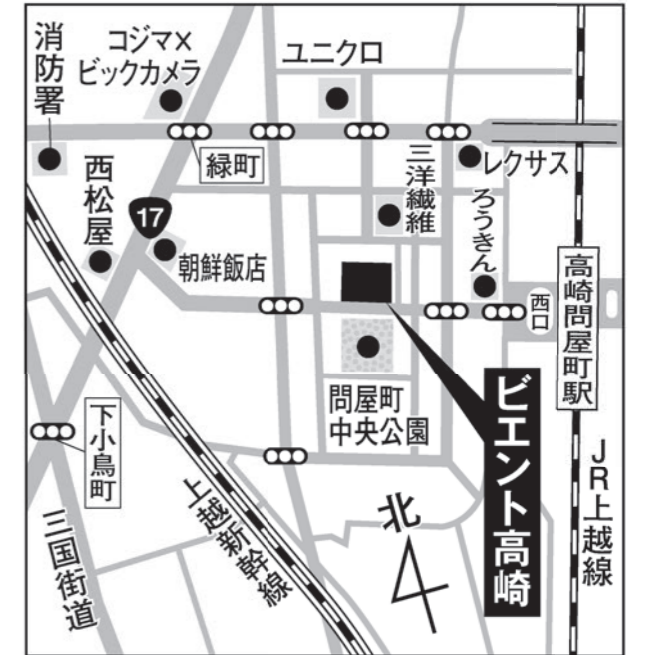 消防署
コジマ×
ビックカメラ
ユニクロ
緑町
西松屋
17
朝鮮飯店
三洋繊維
レクサス
ろうきん
西口
高崎問屋町駅
問屋町
中央公園
ビエント高崎
下小鳥町
三国街道
上越新幹線
北
JR上越線